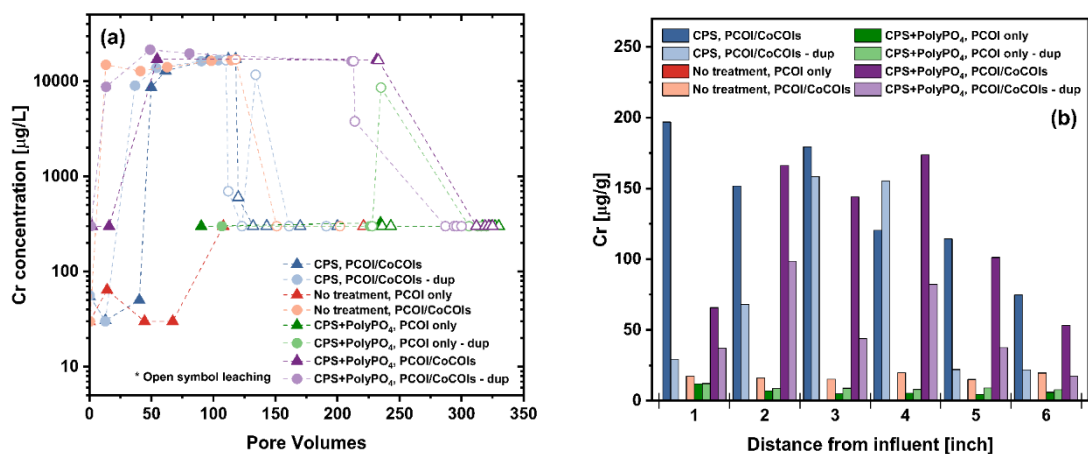 (a)
Cr concentration [µg/L]
10000
1000
100
10
CPS, PCOI/CoCOIs
CPS, PCOI/CoCOIs - dup
No treatment, PCOI only
No treatment, PCOI/CoCOIs
CPS+PolyPO₄, PCOI only
CPS+PolyPO₄, PCOI only - dup
CPS+PolyPO₄, PCOI/CoCOIs
CPS+PolyPO₄, PCOI/CoCOIs - dup
* Open symbol leaching
0 50 100 150 200 250 300 350
Pore Volumes
(b)
CPS, PCOI/CoCOIs
CPS, PCOI/CoCOIs - dup
No treatment, PCOI only
No treatment, PCOI/CoCOIs
CPS+PolyPO₄, PCOI only
CPS+PolyPO₄, PCOI only - dup
CPS+PolyPO₄, PCOI/CoCOIs
CPS+PolyPO₄, PCOI/CoCOIs - dup
Cr [µg/g]
250
200
150
100
50
0
1 2 3 4 5 6
Distance from influent [inch]